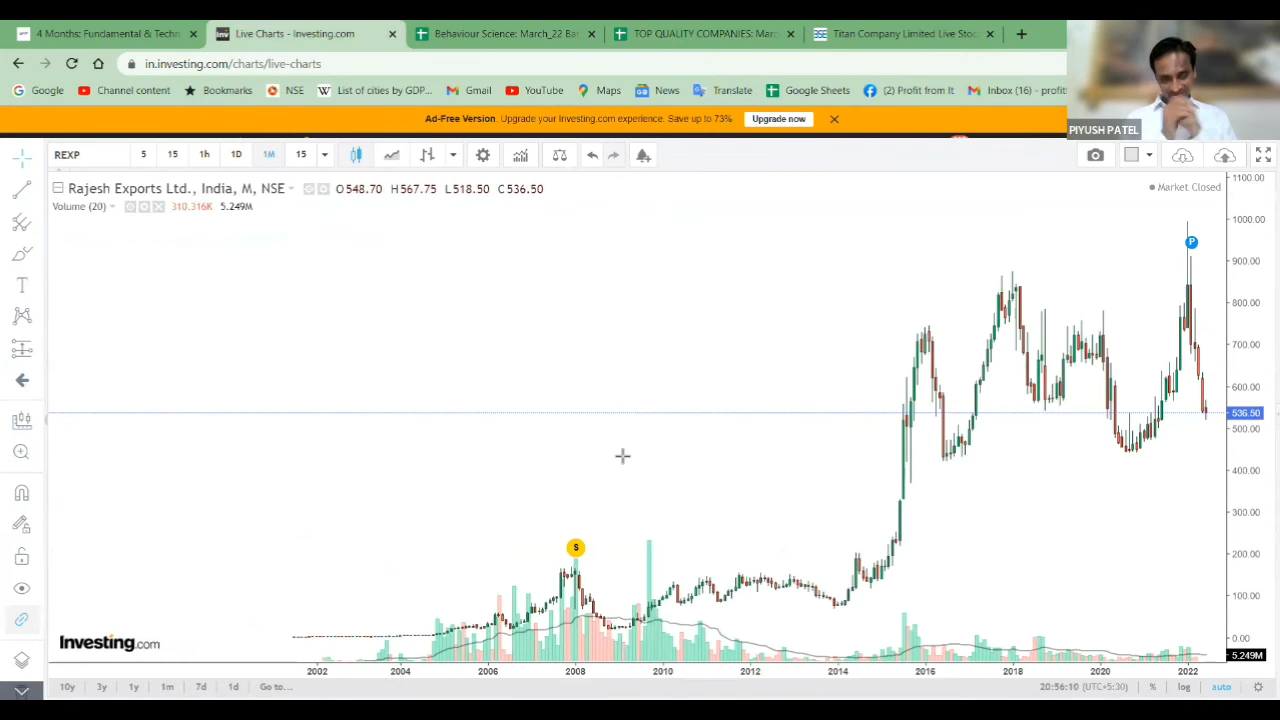 4 Months: Fundamental & Techn
Inv
Live Charts - Investing.com
Behaviour Science: March_22 Ba
TOP QUALITY COMPANIES: Mar
Titan Company Limited Live Stoc
in.investing.com/charts/live-charts
Google
Channel content
Bookmarks
NSE
W
List of cities by GDP...
Gmail
YouTube
Maps
News
Translate
Google Sheets
(2) Profit from It
Inbox (16) - profit
PIYUSH PATEL
Ad-Free Version. Upgrade your Investing.com experience. Save up to 73%
Upgrade now
REXP
5
15
1h
1D
1M
15
Rajesh Exports Ltd., India, M, NSE
O548.70 H567.75 L518.50 C536.50
Market Closed
Volume (20)
310.316K 5.249M
1100.00
1000.00
900.00
800.00
700.00
600.00
536.50
500.00
400.00
300.00
200.00
100.00
0.00
5.249M
P
S
T
Investing.com
2002
2004
2006
2008
2010
2012
2014
2016
2018
2020
2022
10y
3y
1y
1m
7d
1d
Go to...
20:56:10 (UTC+5:30)
%
log
auto